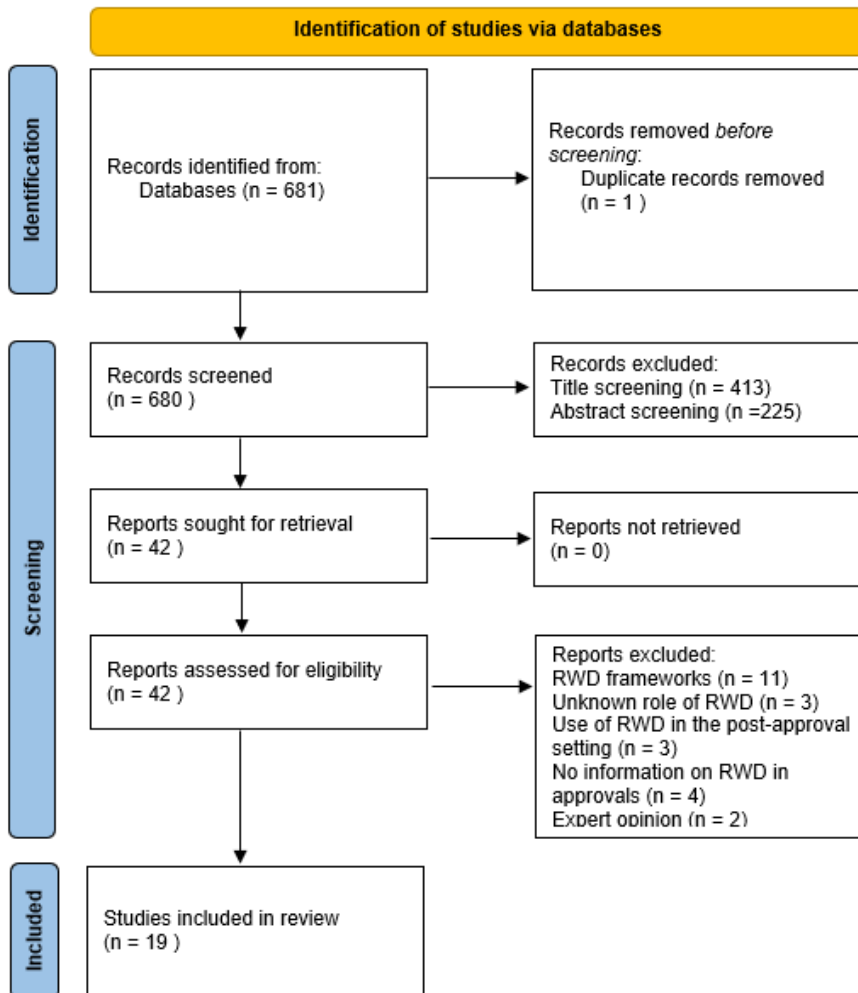 Identification of studies via databases
Identification
Records identified from:
Databases (n = 681)
Records removed before
screening:
Duplicate records removed
(n = 1 )
Screening
Records screened
(n = 680 )
Records excluded:
Title screening (n = 413)
Abstract screening (n =225)
Reports sought for retrieval
(n = 42 )
Reports not retrieved
(n = 0)
Reports assessed for eligibility
(n = 42 )
Reports excluded:
RWD frameworks (n = 11)
Unknown role of RWD (n = 3)
Use of RWD in the post-approval
setting (n = 3)
No information on RWD in
approvals (n = 4)
Expert opinion (n = 2)
Included
Studies included in review
(n = 19 )